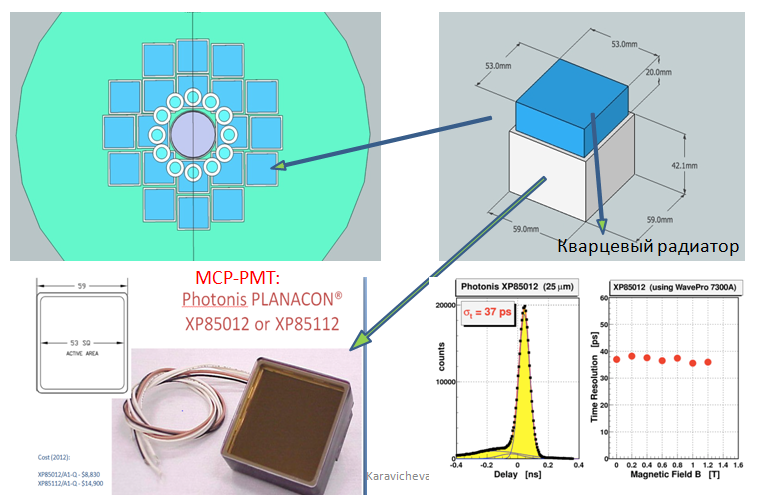 53.0mm
53.0mm
20.0mm
42.1mm
59.0mm
59.0mm
Кварцевый радиатор
MCP-PMT:
Photonis PLANACON®
XP85012 or XP85112
59
53 SQ
ACTIVE AREA
Cost (2012):
XP85012/A1-Q - $8,830
XP85112/A1-Q - $14,900
Karavicheva
Photonis XP85012 (25 μm)
σt = 37 ps
counts
20000
10000
0
-0.4 -0.2 0 0.2 0.4
Delay [ns]
XP85012 (using WavePro 7300A)
Time Resolution [ps]
60
50
40
30
20
10
0
0 0.2 0.4 0.6 0.8 1 1.2 1.4
Magnetic Field B [T]